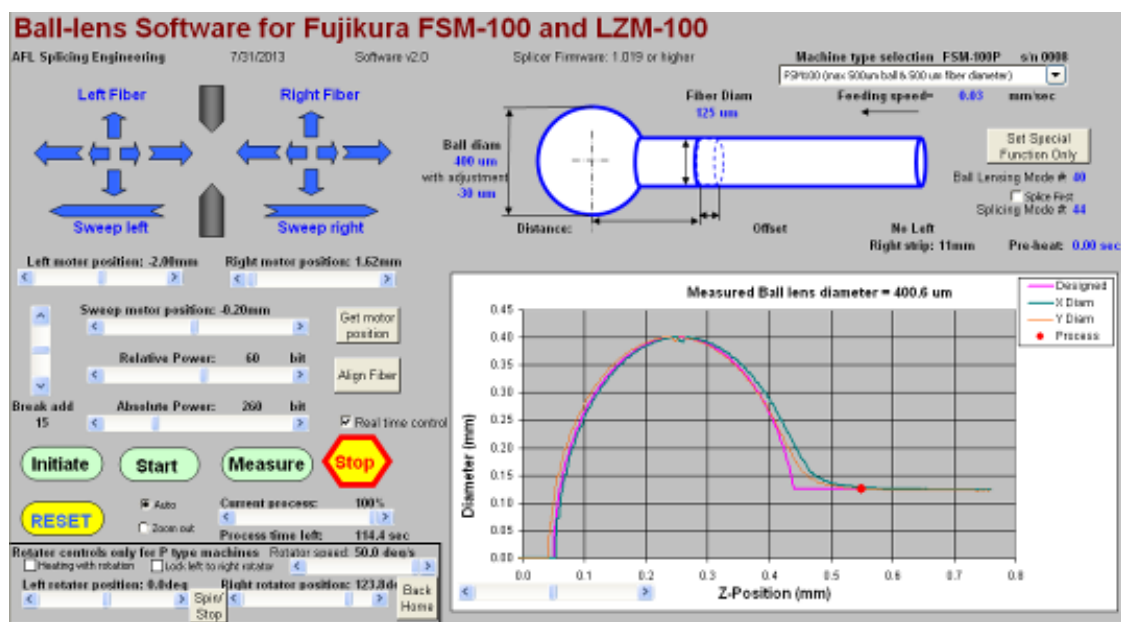 Ball-lens Software for Fujikura FSM-100 and LZM-100
AFL Splicing Engineering 7/31/2013 Software v2.0 Splicer Firmware: 1.019 or higher Machine type selection FSM-100P s/n 0008
FSM100 (max 500um ball & 500 um fiber diameter)
Left Fiber Right Fiber
Fiber Diam
125 um
Feeding speed= 0.03 mm/sec
Ball diam
400 um
with adjustment
-30 um
Set Special
Function Only
Ball Lensing Mode # 40
Splice First
Splicing Mode # 44
Sweep left Sweep right
Distance: Offset No Left
Right strip: 11mm Pre-heat: 0.00 sec
Left motor position: -2.00mm Right motor position: 1.62mm
Sweep motor position: -0.20mm
Get motor
position
Relative Power: 60 bit
Align Fiber
Break add
15
Absolute Power: 260 bit
Real time control
Initiate Start Measure Stop
RESET
Auto
Zoom out
Current process: 100%
Process time left: 114.4 sec
Rotator controls only for P type machines Rotator speed: 50.0 deg/s
Heating with rotation Lock left to right rotator
Left rotator position: 0.0deg Right rotator position: 123.8de
Spin/
Stop
Back
Home
Measured Ball lens diameter = 400.6 um
Designed
X Diam
Y Diam
Process
Diameter (mm)
0.45
0.40
0.35
0.30
0.25
0.20
0.15
0.10
0.05
0.00
0.0 0.1 0.2 0.3 0.4 0.5 0.6 0.7 0.8
Z-Position (mm)